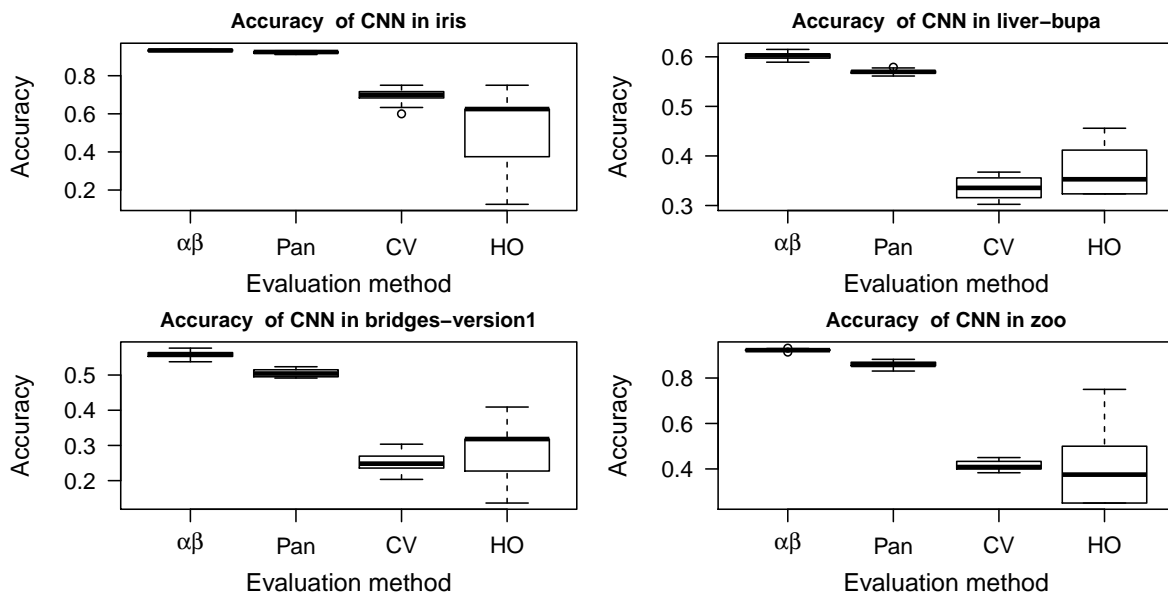 Accuracy of CNN in iris
Accuracy
0.8
0.6
0.4
0.2
αβ Pan CV HO
Evaluation method
Accuracy of CNN in liver−bupa
Accuracy
0.6
0.5
0.4
0.3
αβ Pan CV HO
Evaluation method
Accuracy of CNN in bridges−version1
Accuracy
0.5
0.4
0.3
0.2
αβ Pan CV HO
Evaluation method
Accuracy of CNN in zoo
Accuracy
0.8
0.6
0.4
αβ Pan CV HO
Evaluation method